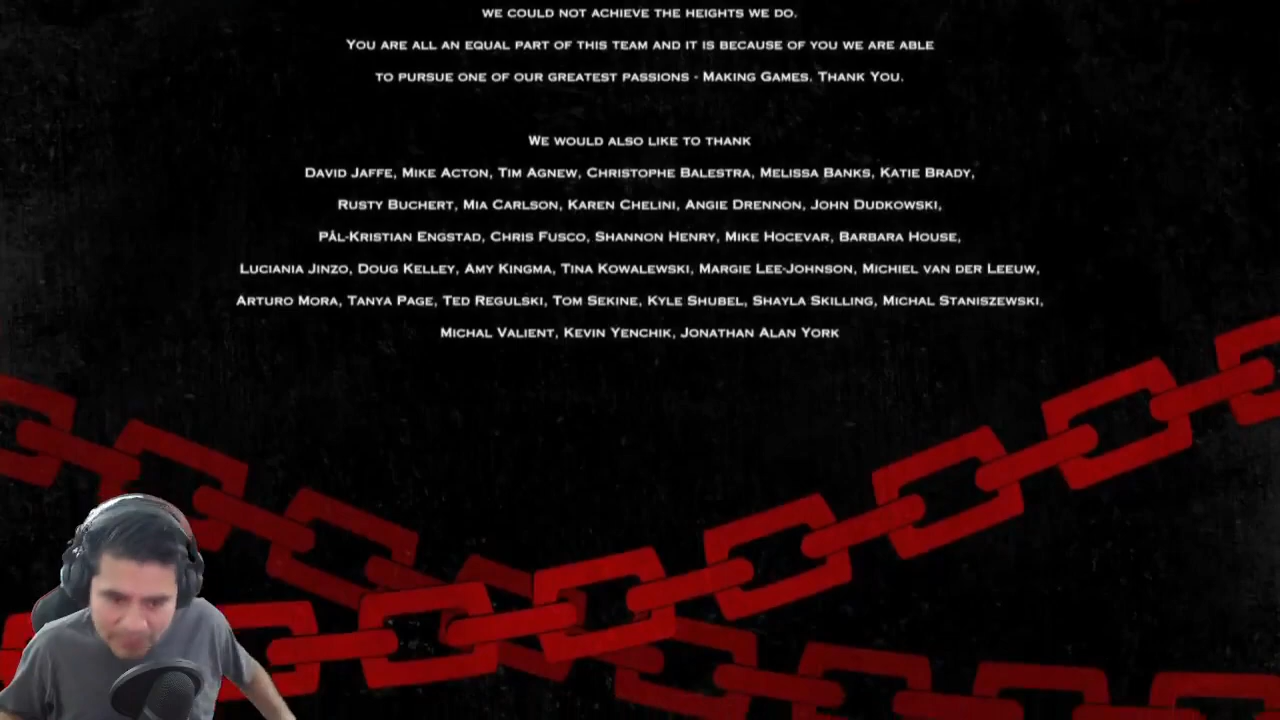 WE COULD NOT ACHIEVE THE HEIGHTS WE DO.
YOU ARE ALL AN EQUAL PART OF THIS TEAM AND IT IS BECAUSE OF YOU WE ARE ABLE
TO PURSUE ONE OF OUR GREATEST PASSIONS - MAKING GAMES. THANK YOU.
WE WOULD ALSO LIKE TO THANK
DAVID JAFFE, MIKE ACTON, TIM AGNEW, CHRISTOPHE BALESTRA, MELISSA BANKS, KATIE BRADY,
RUSTY BUCHERT, MIA CARLSON, KAREN CHELINI, ANGIE DRENNON, JOHN DUDKOWSKI,
PÅL-KRISTIAN ENGSTAD, CHRIS FUSCO, SHANNON HENRY, MIKE HOCEVAR, BARBARA HOUSE,
LUCIANIA JINZO, DOUG KELLEY, AMY KINGMA, TINA KOWALEWSKI, MARGIE LEE-JOHNSON, MICHIEL VAN DER LEEUW,
ARTURO MORA, TANYA PAGE, TED REGULSKI, TOM SEKINE, KYLE SHUBEL, SHAYLA SKILLING, MICHAL STANISZEWSKI,
MICHAL VALIENT, KEVIN YENCHIK, JONATHAN ALAN YORK